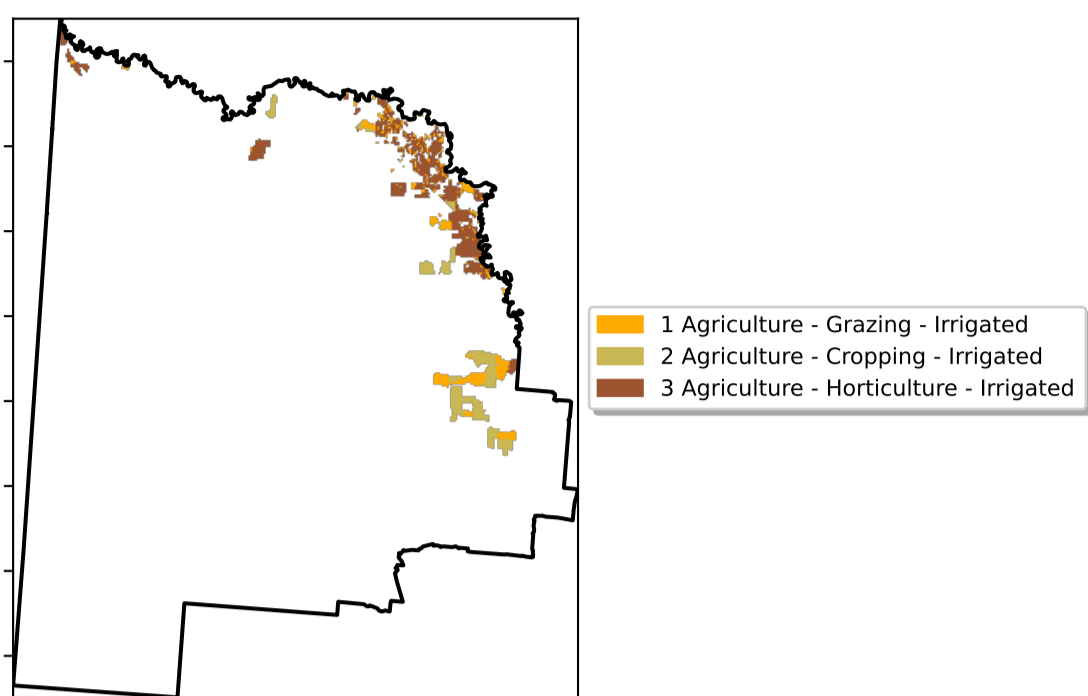 1 Agriculture - Grazing - Irrigated
2 Agriculture - Cropping - Irrigated
3 Agriculture - Horticulture - Irrigated